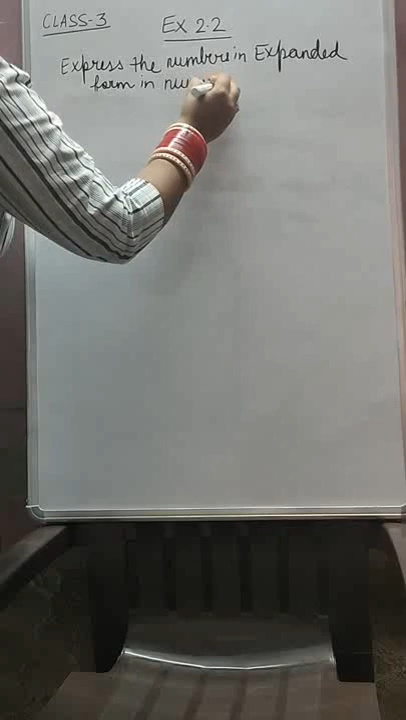 CLASS-3
Ex 2.2
Express the numbers in Expanded
form in